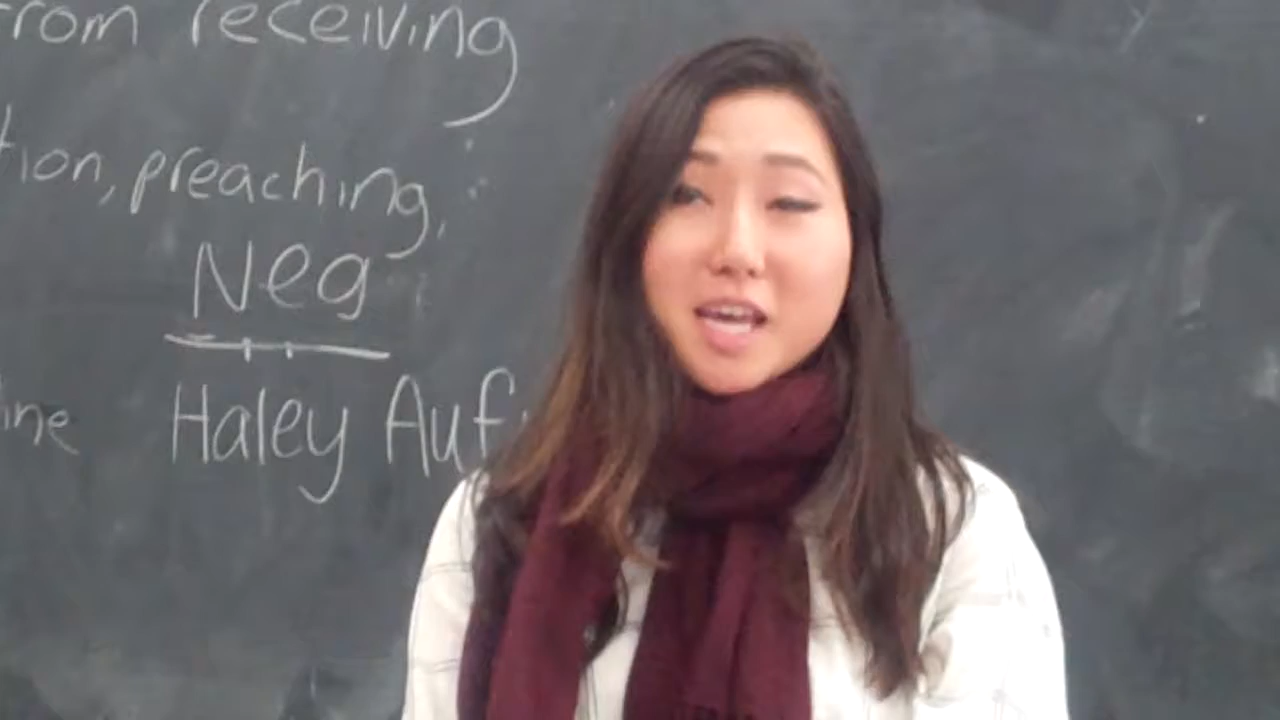 from receiving
tion, preaching,
Neg
ine Haley Auf